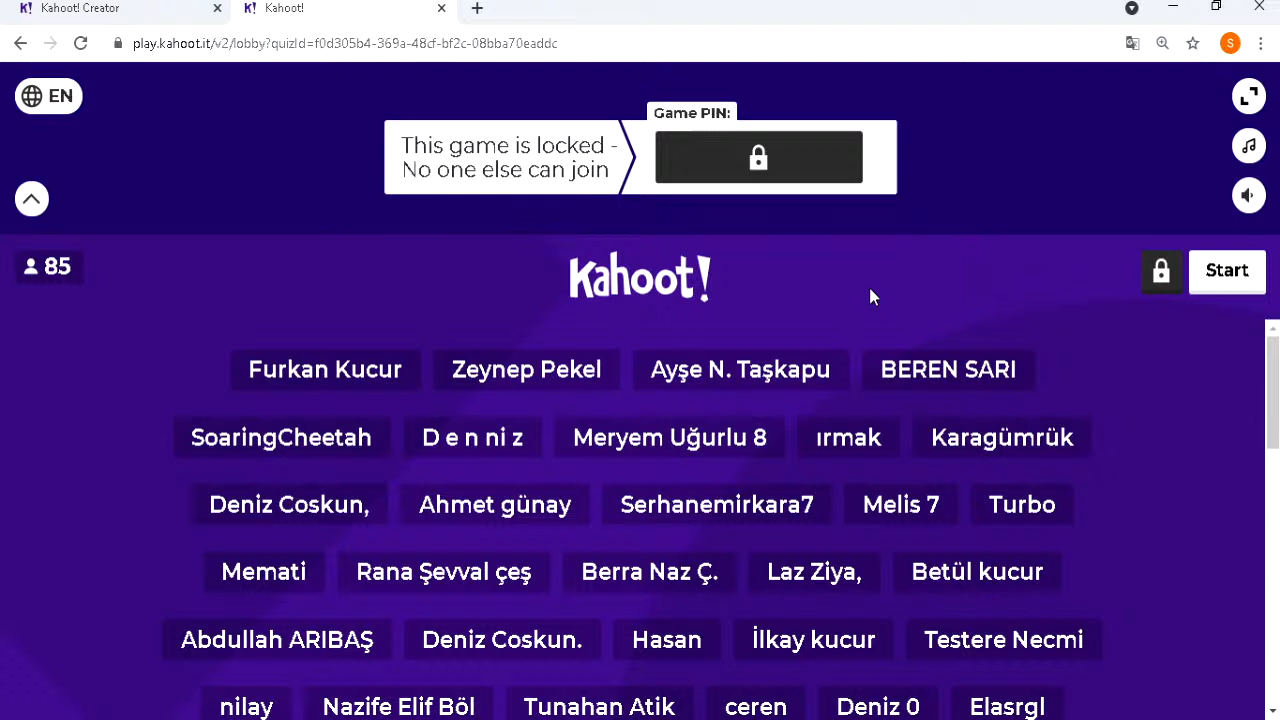 Kahoot! Creator
Kahoot!
play.kahoot.it/v2/lobby?quizId=f0d305b4-369a-48cf-bf2c-08bba70eaddc
S
EN
Game PIN:
This game is locked -
No one else can join
85
Kahoot!
Start
Furkan Kucur Zeynep Pekel Ayşe N. Taşkapu BEREN SARI
SoaringCheetah D e n ni z Meryem Uğurlu 8 ırmak Karagümrük
Deniz Coskun, Ahmet günay Serhanemirkara7 Melis 7 Turbo
Memati Rana Şevval çeş Berra Naz Ç. Laz Ziya, Betül kucur
Abdullah ARIBAŞ Deniz Coskun. Hasan İlkay kucur Testere Necmi
nilay Nazife Elif Böl Tunahan Atik ceren Deniz 0 Elasrgl